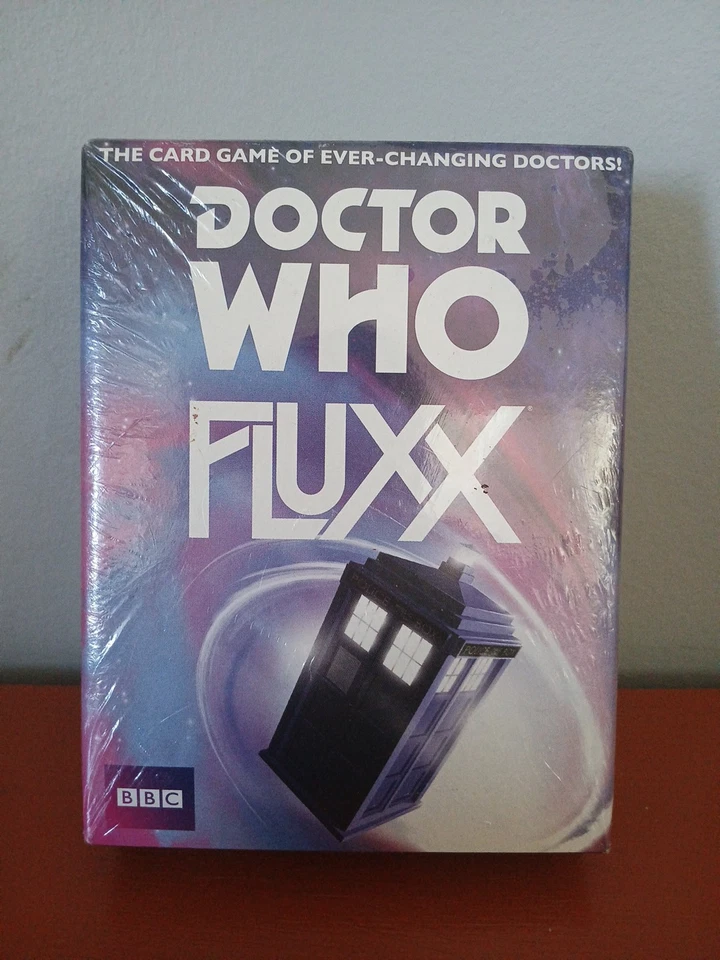 THE CARD GAME OF EVER-CHANGING DOCTORS!
DOCTOR
WHO
FLUXX
BBC